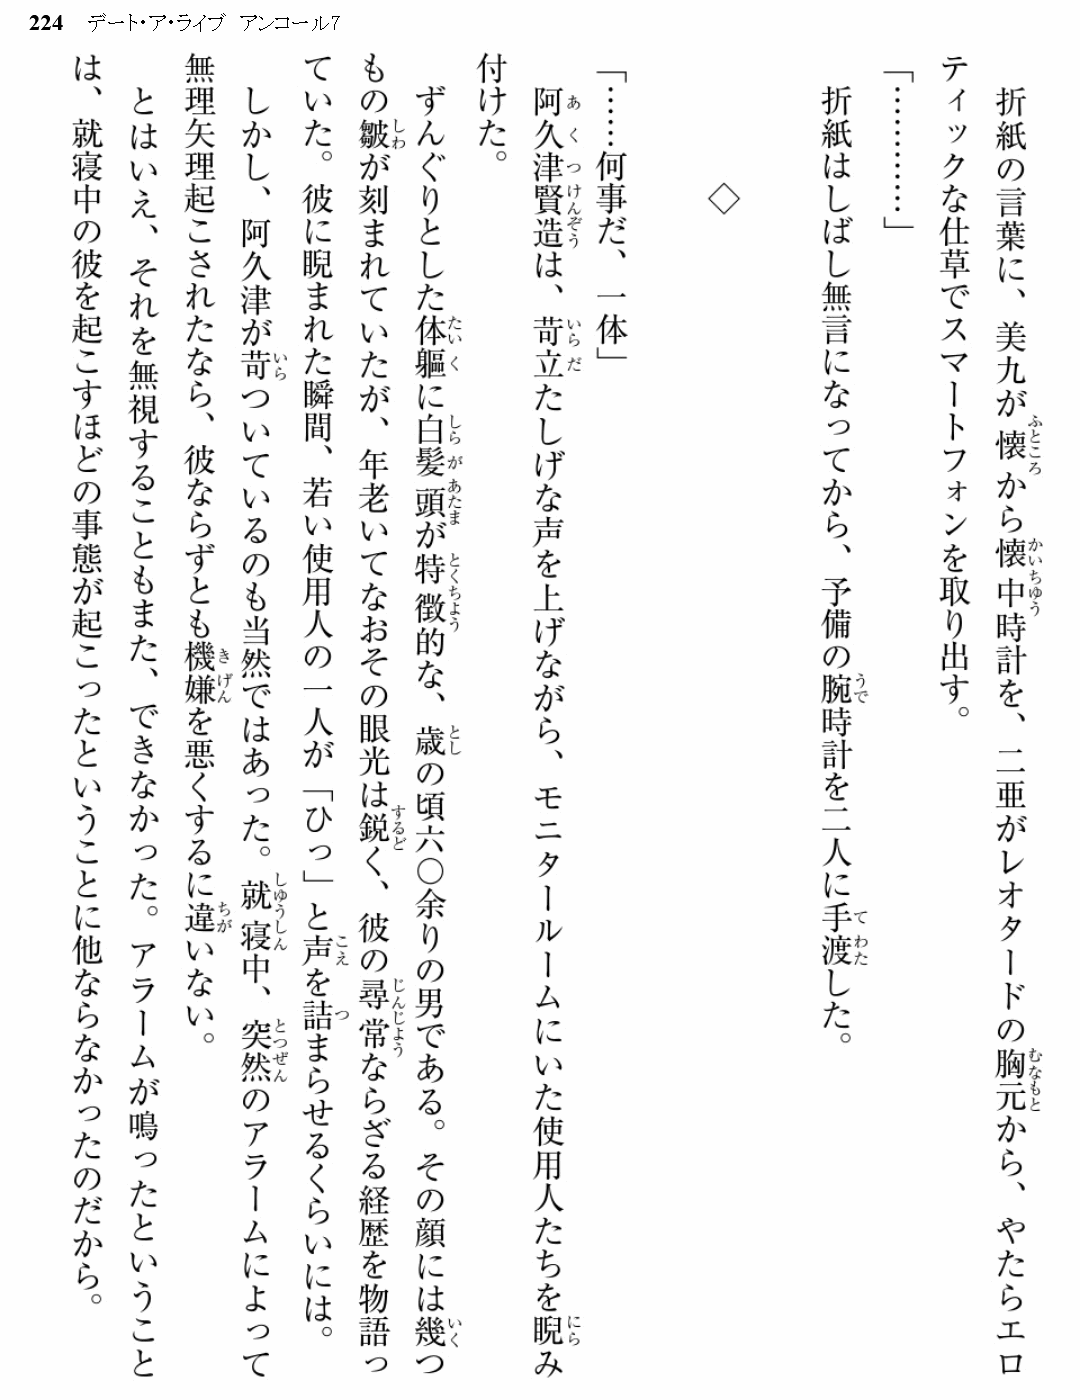 224 デート・ア・ライブ アンコール7
折紙の言葉に、美九が懐から懐中時計を、二亜がレオタードの胸元から、やたらエロ
ティックな仕草でスマートフォンを取り出す。
「…………」
折紙はしばし無言になってから、予備の腕時計を二人に手渡した。
◇
「……何事だ、一体」
阿久津賢造は、苛立たしげな声を上げながら、モニタールームにいた使用人たちを睨み
付けた。
ずんぐりとした体軀に白髪頭が特徴的な、歳の頃六〇余りの男である。その顔には幾つ
もの皺が刻まれていたが、年老いてなおその眼光は鋭く、彼の尋常ならざる経歴を物語っ
ていた。彼に睨まれた瞬間、若い使用人の一人が「ひっ」と声を詰まらせるくらいには。
しかし、阿久津が苛ついているのも当然ではあった。就寝中、突然のアラームによって
無理矢理起こされたなら、彼ならずとも機嫌を悪くするに違いない。
とはいえ、それを無視することもまた、できなかった。アラームが鳴ったということ
は、就寝中の彼を起こすほどの事態が起こったということに他ならなかったのだから。